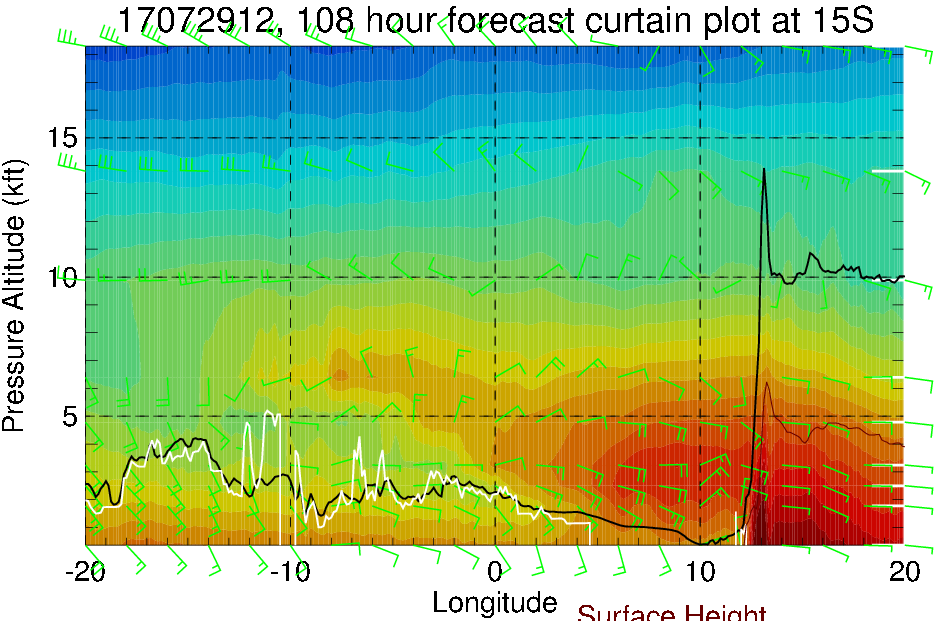 17072912, 108 hour forecast curtain plot at 15S
15
10
5
Pressure Altitude (kft)
-20 -10 0 10 20
Longitude
Surface Height